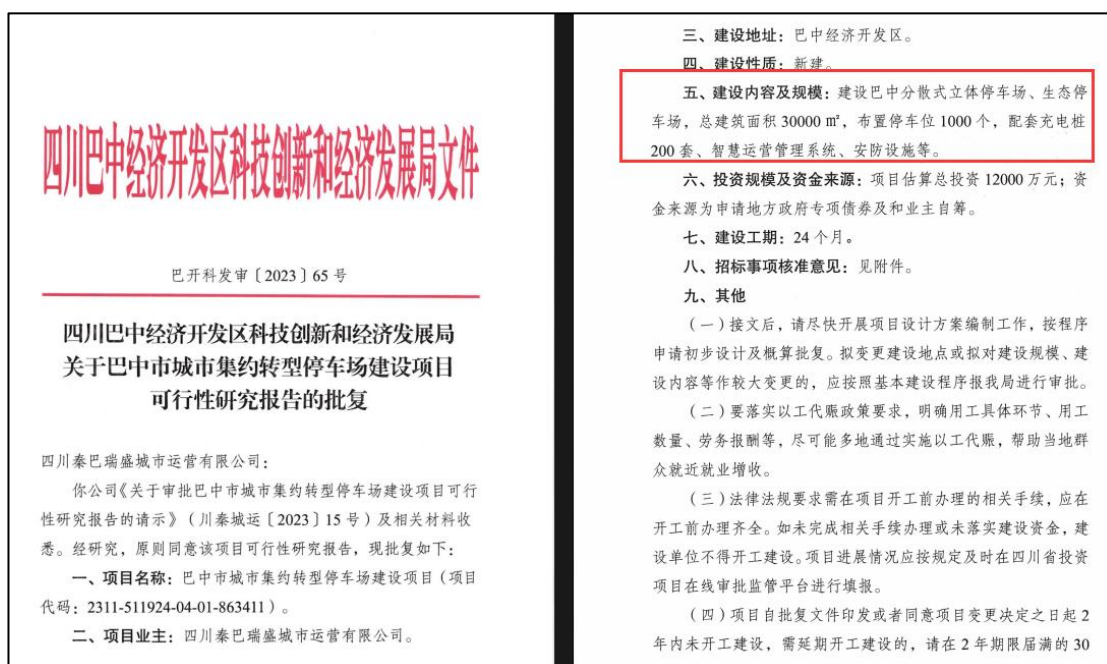 四川巴中经济开发区科技创新和经济发展局文件
巴开科发审〔2023〕65号
四川巴中经济开发区科技创新和经济发展局
关于巴中市城市集约转型停车场建设项目
可行性研究报告的批复
四川秦巴瑞盛城市运营有限公司：
你公司《关于审批巴中市城市集约转型停车场建设项目可行
性研究报告的请示》（川秦城运〔2023〕15号）及相关材料收
悉。经研究，原则同意该项目可行性研究报告，现批复如下：
一、项目名称：巴中市城市集约转型停车场建设项目（项目
代码：2311-511924-04-01-863411）。
二、项目业主：四川秦巴瑞盛城市运营有限公司。
三、建设地址：巴中经济开发区。
四、建设性质：新建。
五、建设内容及规模：建设巴中分散式立体停车场、生态停
车场，总建筑面积30000㎡，布置停车位1000个，配套充电桩
200套、智慧运营管理系统、安防设施等。
六、投资规模及资金来源：项目估算总投资12000万元；资
金来源为申请地方政府专项债券及和业主自筹。
七、建设工期：24个月。
八、招标事项核准意见：见附件。
九、其他
（一）接文后，请尽快开展项目设计方案编制工作，按程序
申请初步设计及概算批复。拟变更建设地点或拟对建设规模、建
设内容等作较大变更的，应按照基本建设程序报我局进行审批。
（二）要落实以工代赈政策要求，明确用工具体环节、用工
数量、劳务报酬等，尽可能多地通过实施以工代赈，帮助当地群
众就近就业增收。
（三）法律法规要求需在项目开工前办理的相关手续，应在
开工前办理齐全。如未完成相关手续办理或未落实建设资金，建
设单位不得开工建设。项目进展情况应按规定及时在四川省投资
项目在线审批监管平台进行填报。
（四）项目自批复文件印发或者同意项目变更决定之日起2
年内未开工建设，需延期开工建设的，请在2年期限届满的30